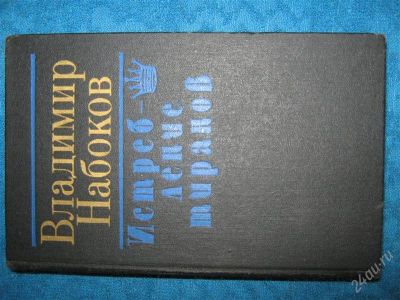 Владимир
Набоков
Истреб-
ление
тиранов
24au.ru